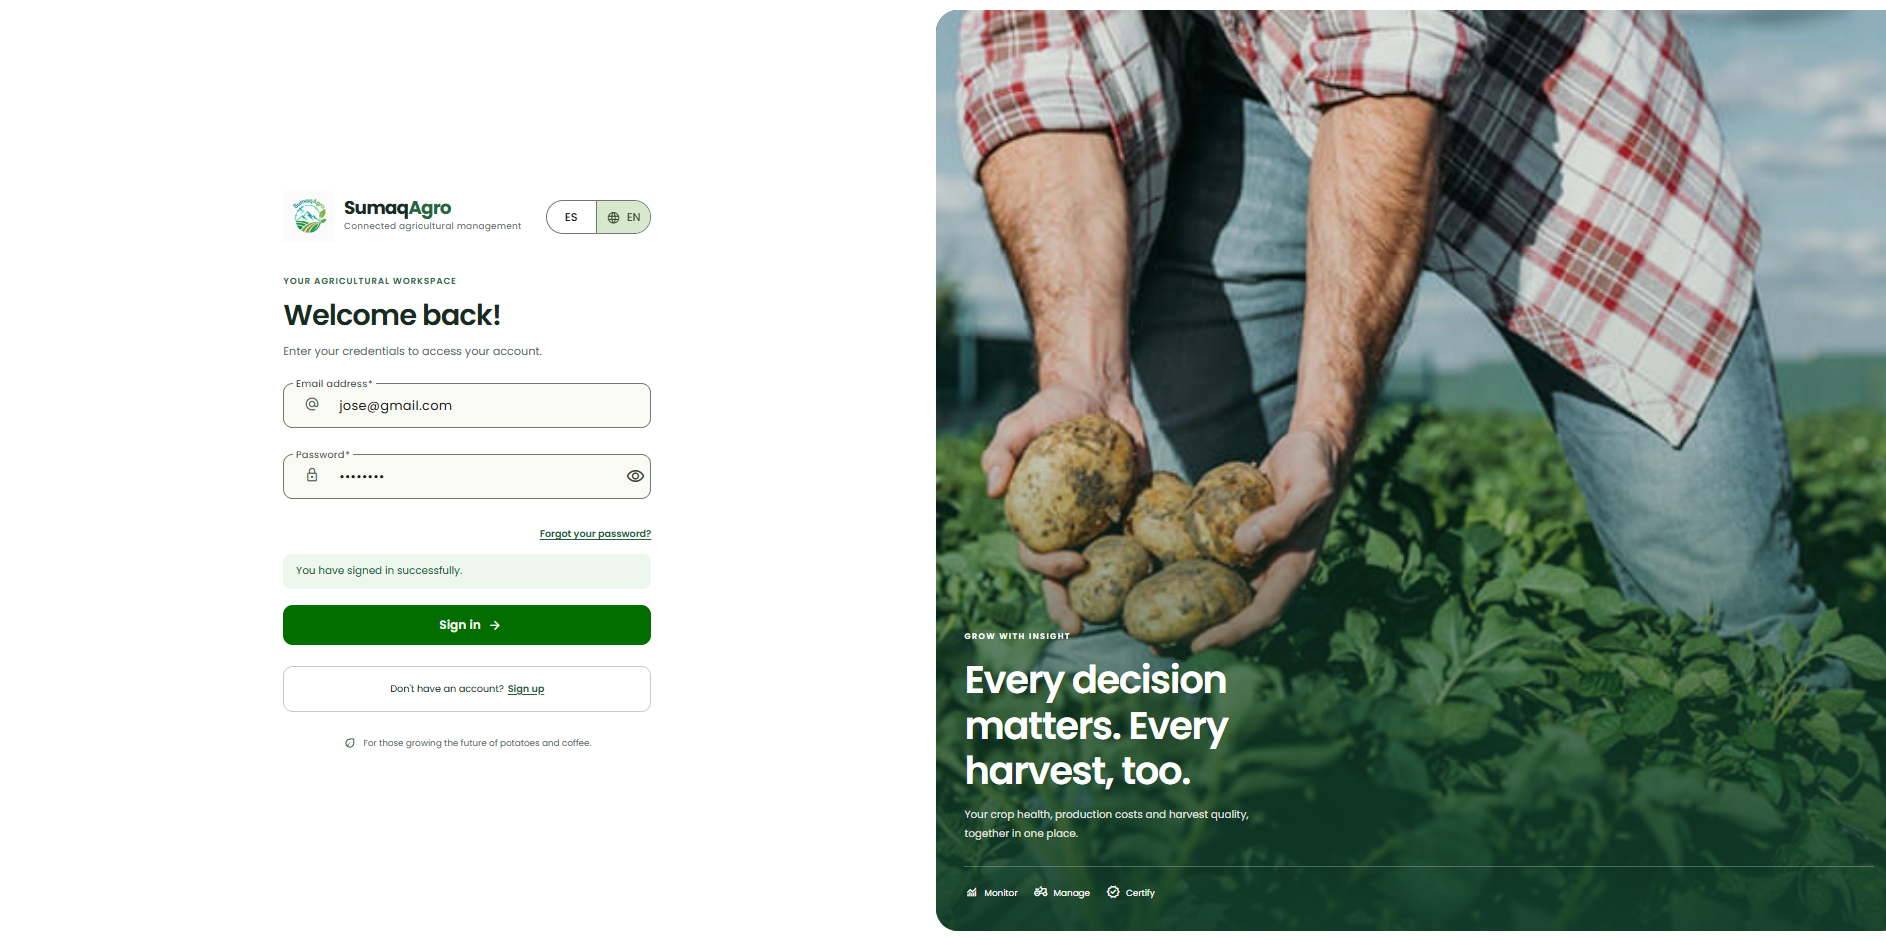 SumaqAgro
SumaqAgro
Connected agricultural management
ES
EN
YOUR AGRICULTURAL WORKSPACE
Welcome back!
Enter your credentials to access your account.
Email address*
jose@gmail.com
Password*
••••••••
Forgot your password?
You have signed in successfully.
Sign in →
Don't have an account? Sign up
For those growing the future of potatoes and coffee.
GROW WITH INSIGHT
Every decision
matters. Every
harvest, too.
Your crop health, production costs and harvest quality,
together in one place.
Monitor
Manage
Certify